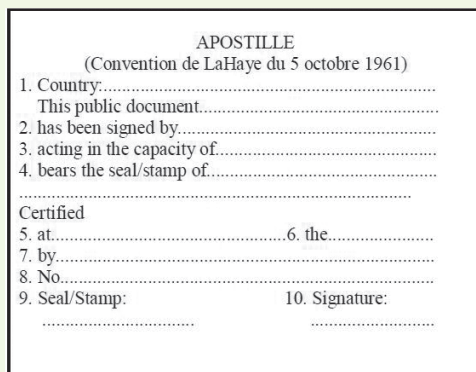 APOSTILLE
(Convention de LaHaye du 5 octobre 1961)
1. Country:..........................................................................
This public document.....................................................
2. has been signed by.........................................................
3. acting in the capacity of.................................................
4. bears the seal/stamp of...................................................
.......................................................................................
Certified
5. at....................................................6. the.......................
7. by...................................................................................
8. No..................................................................................
9. Seal/Stamp: 10. Signature:
.................................. ...........................